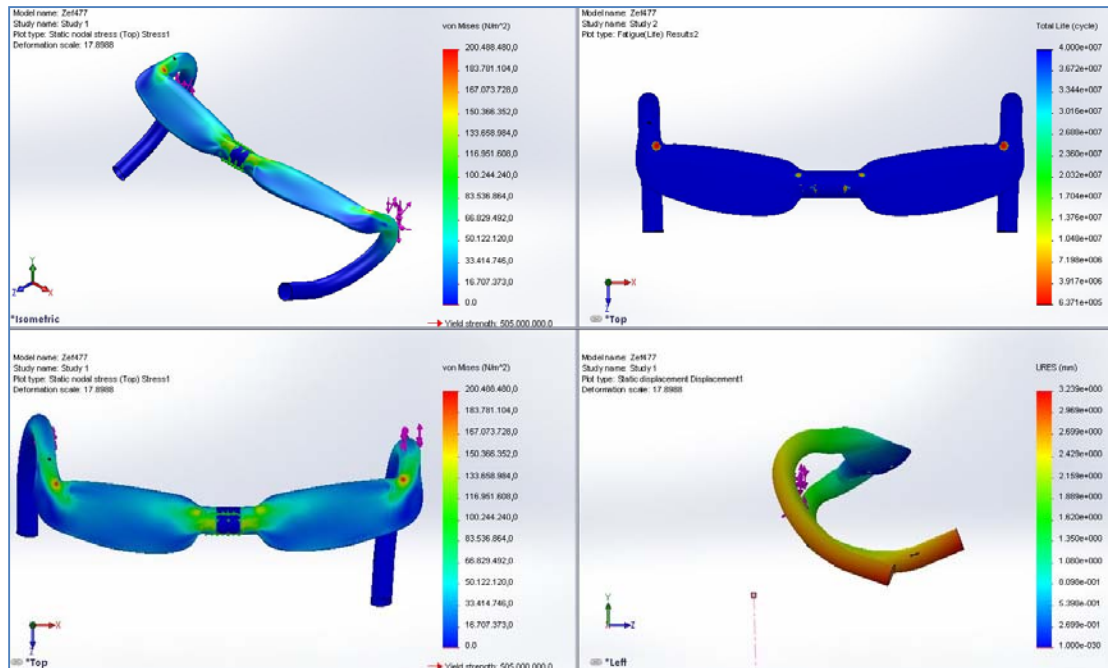 Model name: Zef477
Study name: Study 1
Plot type: Static nodal stress (Top) Stress1
Deformation scale: 17.8988
von Mises (N/m^2)
200.488.480,0
183.781.104,0
167.073.728,0
150.366.352,0
133.658.984,0
116.951.608,0
100.244.240,0
83.536.864,0
66.829.492,0
50.122.120,0
33.414.746,0
16.707.373,0
0.0
Yield strength: 505.000.000,0
Y
Z
X
*Isometric
Model name: Zef477
Study name: Study 2
Plot type: Fatigue(Life) Results2
Total Life (cycle)
4.000e+007
3.672e+007
3.344e+007
3.016e+007
2.688e+007
2.360e+007
2.032e+007
1.704e+007
1.376e+007
1.048e+007
7.198e+006
3.917e+006
6.371e+005
X
Z
*Top
Model name: Zef477
Study name: Study 1
Plot type: Static nodal stress (Top) Stress1
Deformation scale: 17.8988
von Mises (N/m^2)
200.488.480,0
183.781.104,0
167.073.728,0
150.366.352,0
133.658.984,0
116.951.608,0
100.244.240,0
83.536.864,0
66.829.492,0
50.122.120,0
33.414.746,0
16.707.373,0
0.0
Yield strength: 505.000.000,0
X
Z
*Top
Model name: Zef477
Study name: Study 1
Plot type: Static displacement Displacement1
Deformation scale: 17.8988
URES (mm)
3.239e+000
2.969e+000
2.699e+000
2.429e+000
2.159e+000
1.889e+000
1.619e+000
1.350e+000
1.080e+000
8.098e-001
5.398e-001
2.699e-001
1.000e-030
Y
Z
*Left